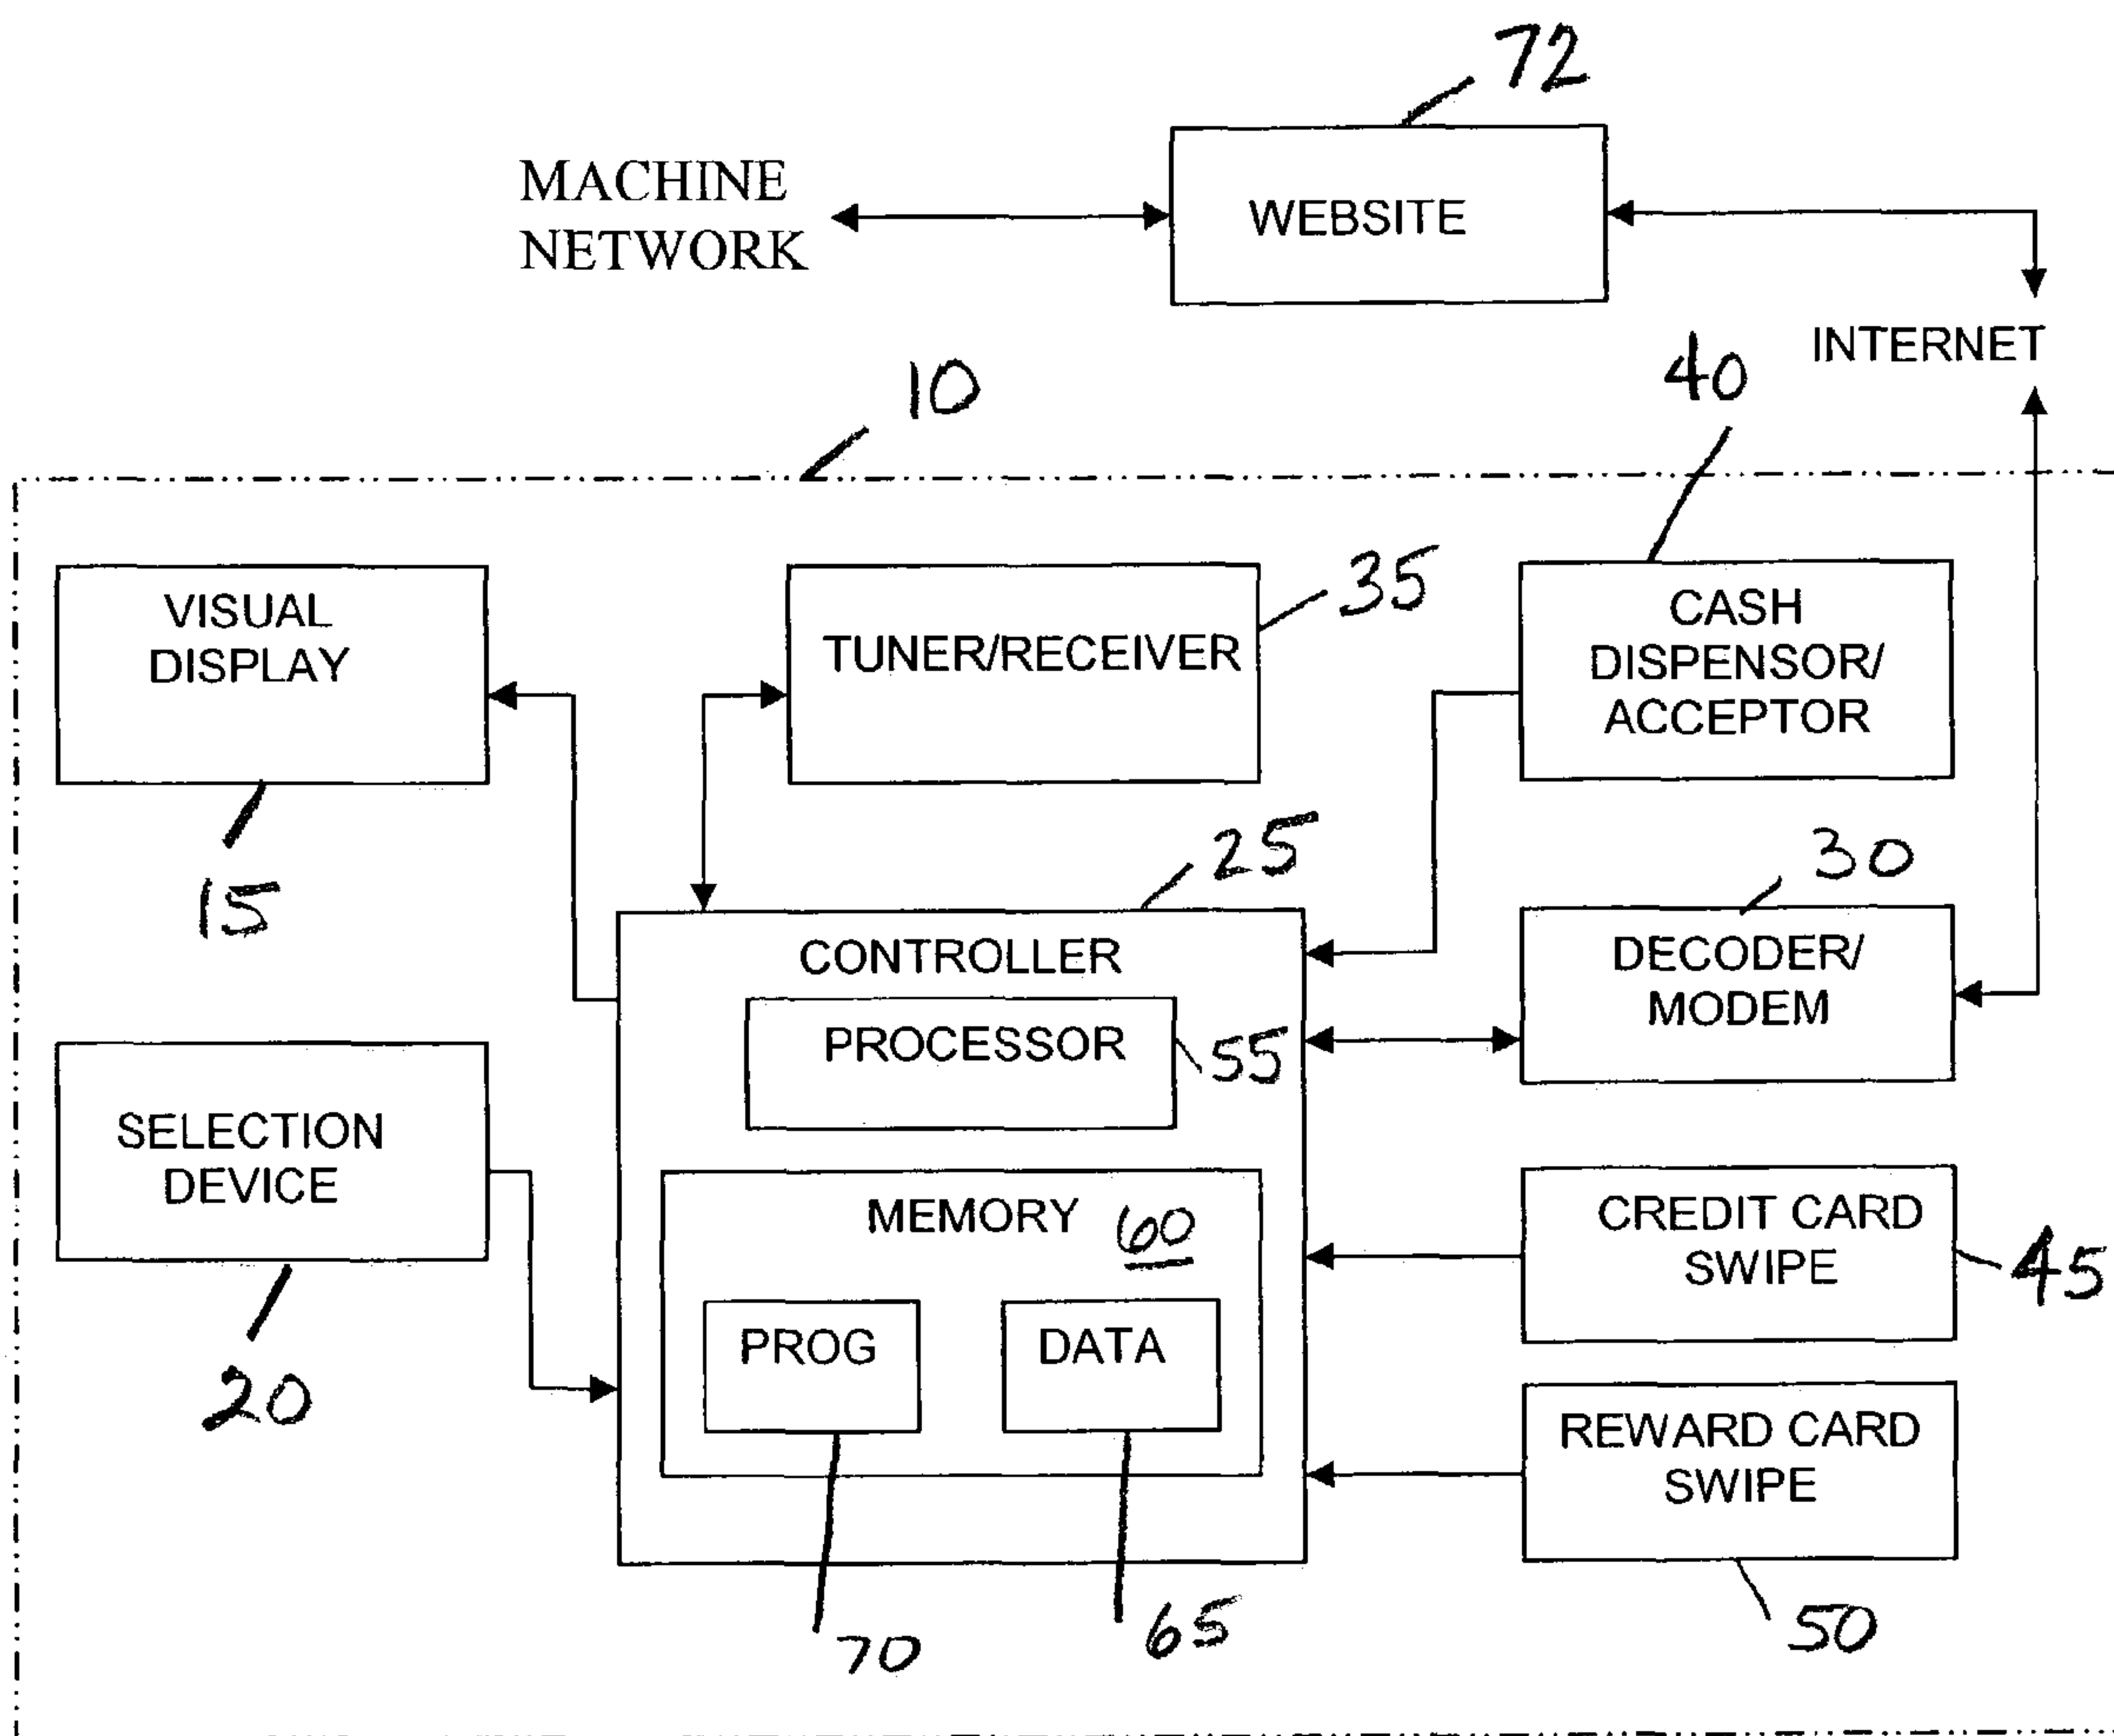 72
MACHINE
NETWORK
WEBSITE
INTERNET
10
40
VISUAL
DISPLAY
15
TUNER/RECEIVER
35
CASH
DISPENSOR/
ACCEPTOR
25
CONTROLLER
30
DECODER/
MODEM
PROCESSOR
55
SELECTION
DEVICE
20
MEMORY
60
PROG
DATA
CREDIT CARD
SWIPE
45
REWARD CARD
SWIPE
70
65
50